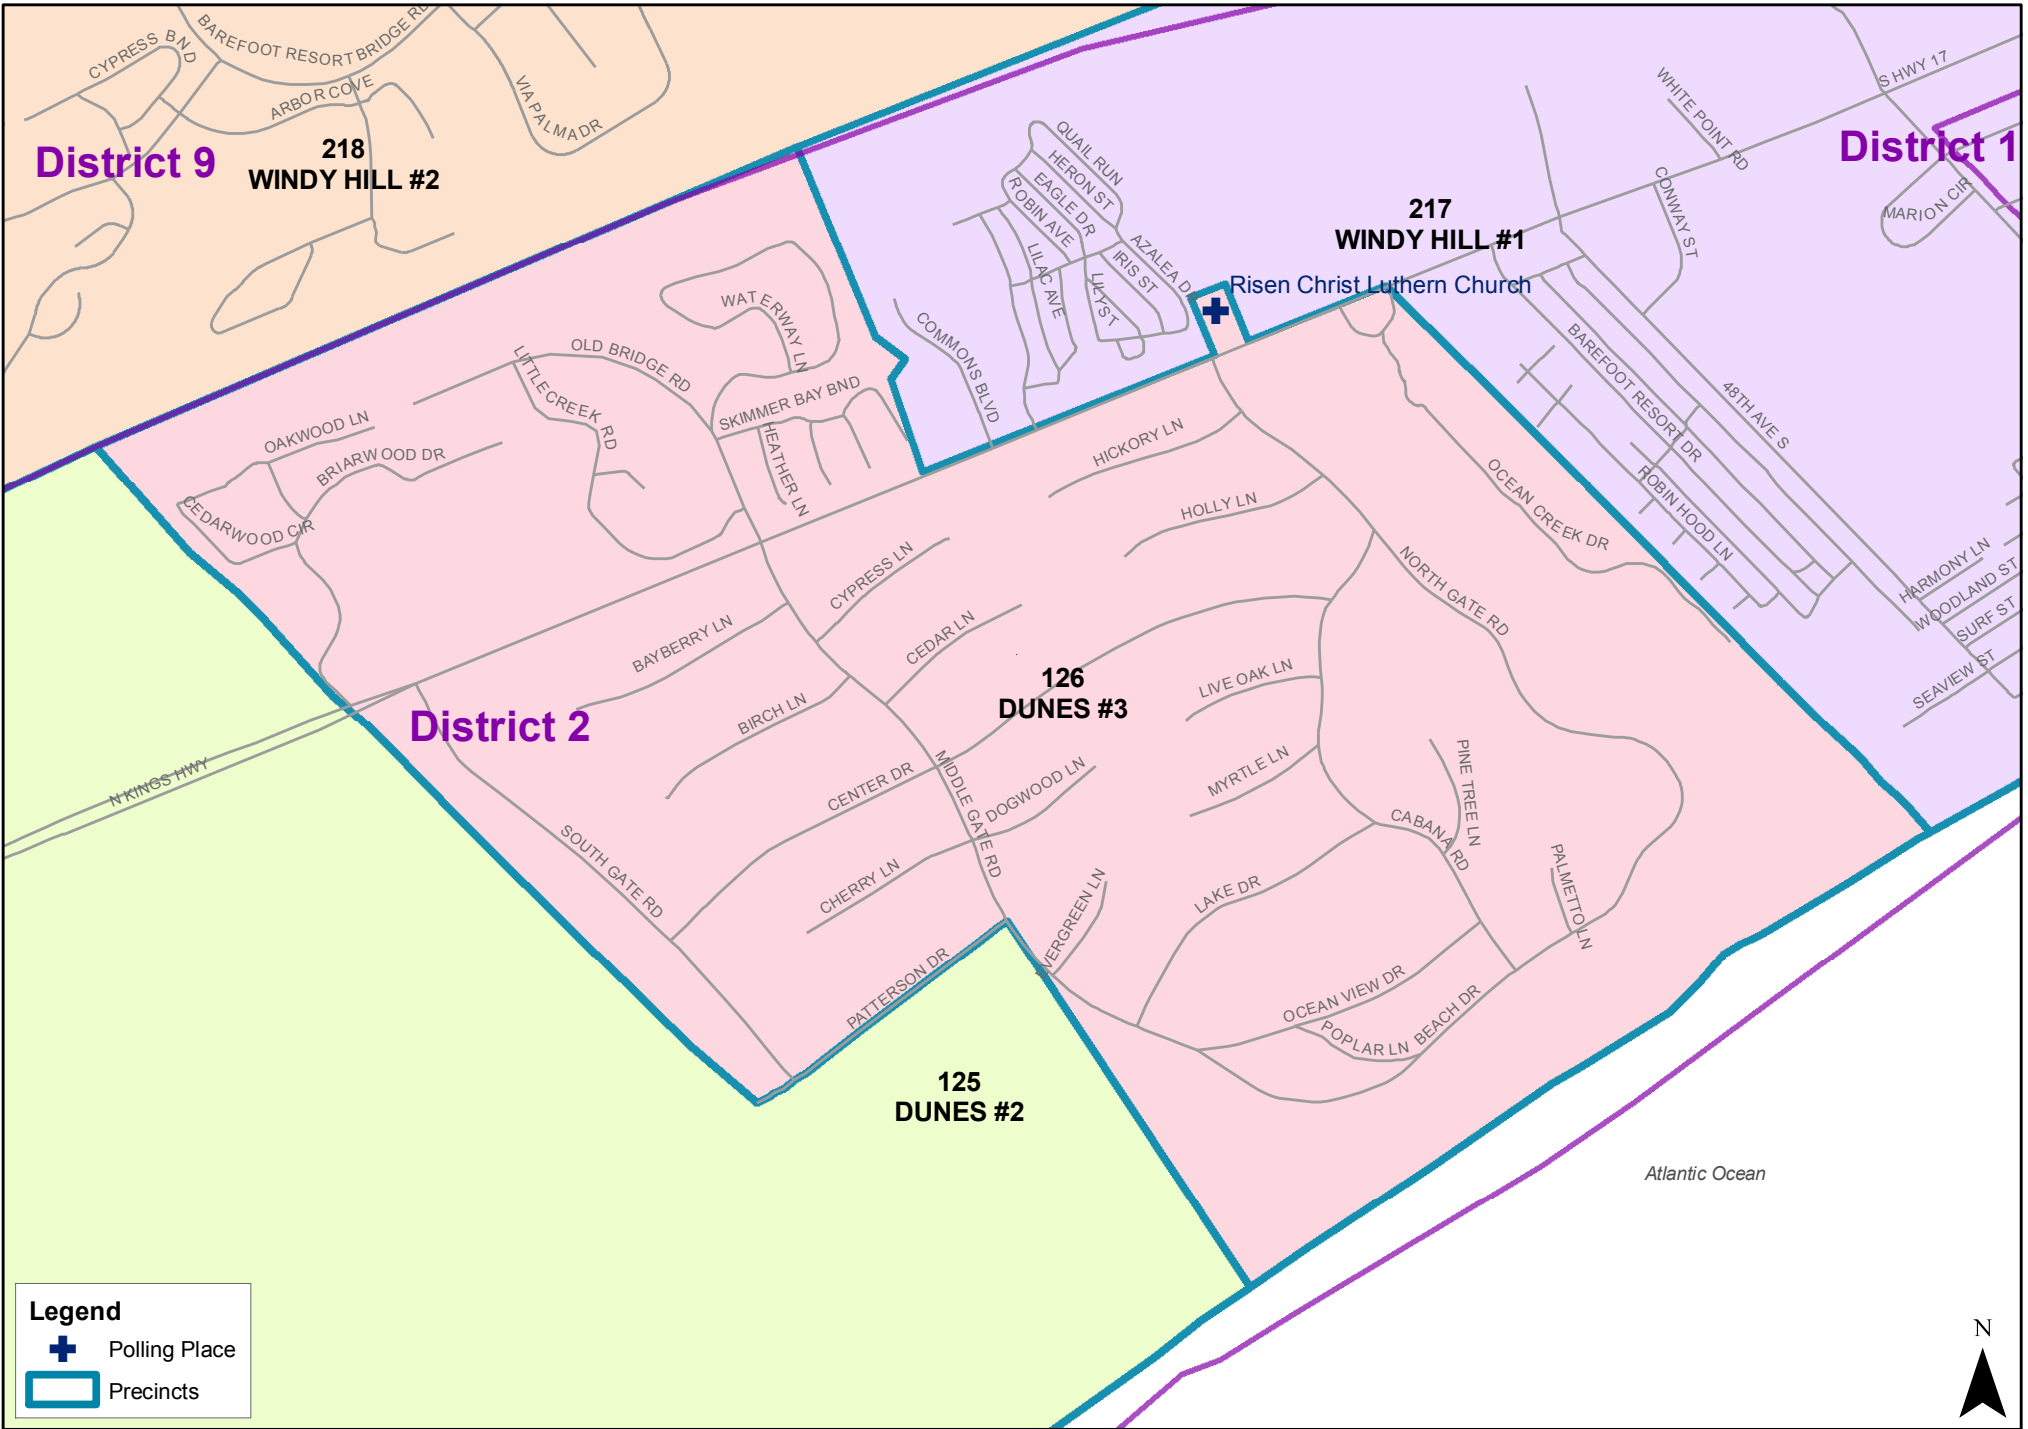 BAREFOOT RESORT BRIDGE RD
CYPRESS BND
ARBOR COVE
VIA PALMA DR
District 9
218
WINDY HILL #2
S HWY 17
WHITE POINT RD
District 1
MARION CIR
CONWAY ST
217
WINDY HILL #1
Risen Christ Luthern Church
QUAIL RUN
HERON ST
EAGLE DR
ROBIN AVE
AZALEA D
IRIS ST
LILAC AVE
LILY ST
COMMONS BLVD
WATERWAY LN
OLD BRIDGE RD
LITTLE CREEK RD
SKIMMER BAY BND
HEATHER LN
OAKWOOD LN
BRIARWOOD DR
CEDARWOOD CIR
HICKORY LN
HOLLY LN
BAREFOOT RESORT DR
48TH AVE S
ROBIN HOOD LN
OCEAN CREEK DR
NORTH GATE RD
HARMONY LN
WOODLAND ST
SURF ST
SEAVIEW ST
CYPRESS LN
BAYBERRY LN
CEDAR LN
BIRCH LN
126
DUNES #3
LIVE OAK LN
District 2
N KINGS HWY
CENTER DR
MIDDLE GATE RD
DOGWOOD LN
MYRTLE LN
PINE TREE LN
CABANA RD
PALMETTO LN
SOUTH GATE RD
CHERRY LN
EVERGREEN LN
LAKE DR
PATTERSON DR
OCEAN VIEW DR
POPLAR LN
BEACH DR
125
DUNES #2
Atlantic Ocean
Legend
Polling Place
Precincts
N